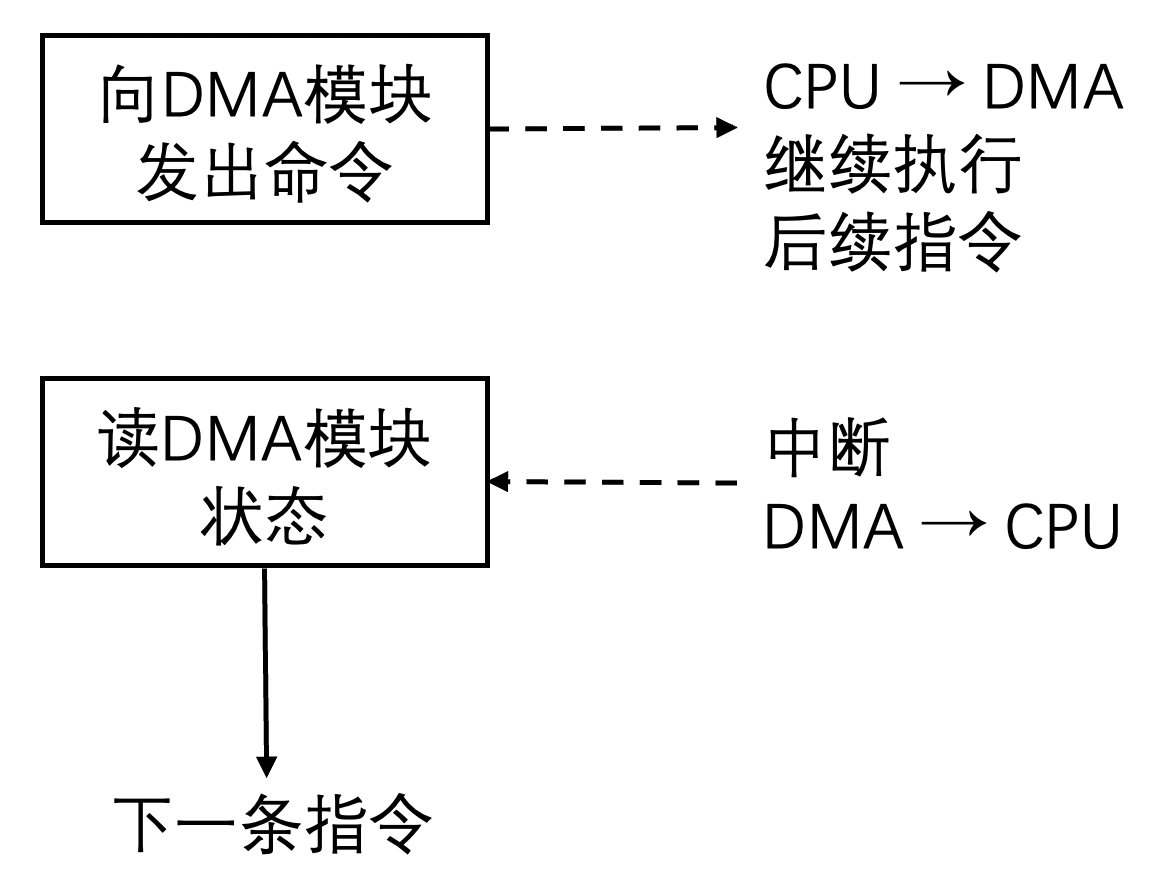 向DMA模块
发出命令
CPU → DMA
继续执行
后续指令
读DMA模块
状态
中断
DMA → CPU
下一条指令